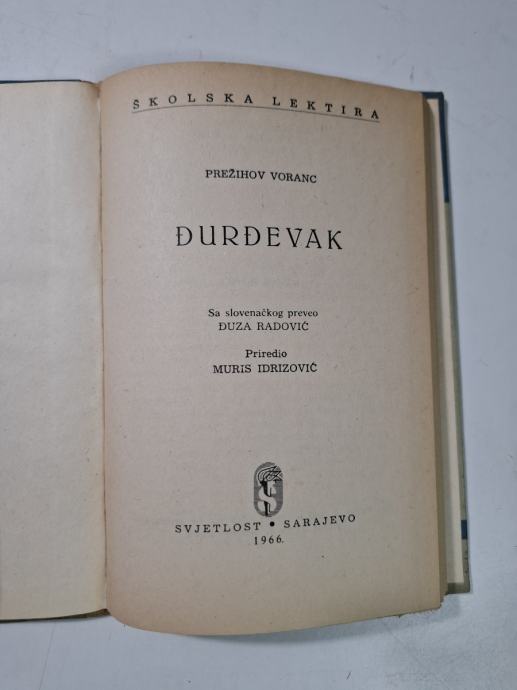 ŠKOLSKA LEKTIRA
PREŽIHOV VORANC
ĐURĐEVAK
Sa slovenačkog preveo
ĐUZA RADOVIĆ
Priredio
MURIS IDRIZOVIĆ
S
SVJETLOST • SARAJEVO
1966.